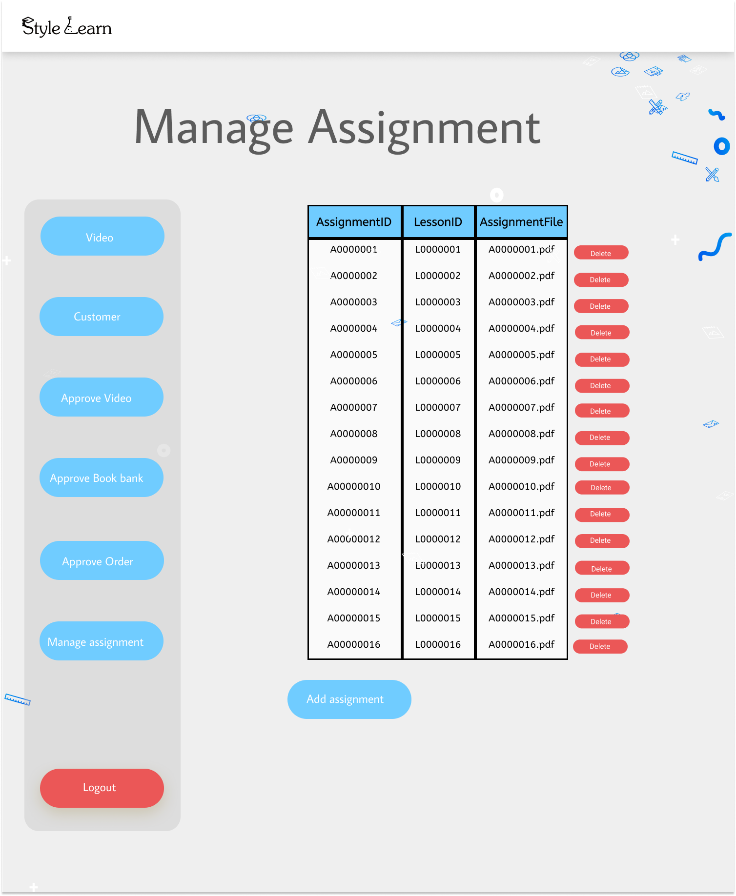 Style Learn
Manage Assignment
Video
Customer
Approve Video
Approve Book bank
Approve Order
Manage assignment
Logout
AssignmentID LessonID AssignmentFile
A0000001 L0000001 A0000001.pdf Delete
A0000002 L0000002 A0000002.pdf Delete
A0000003 L0000003 A0000003.pdf Delete
A0000004 L0000004 A0000004.pdf Delete
A0000005 L0000005 A0000005.pdf Delete
A0000006 L0000006 A0000006.pdf Delete
A0000007 L0000007 A0000007.pdf Delete
A0000008 L0000008 A0000008.pdf Delete
A0000009 L0000009 A0000009.pdf Delete
A00000010 L0000010 A0000010.pdf Delete
A00000011 L0000011 A0000011.pdf Delete
A00600012 L0000012 A0000012.pdf Delete
A00000013 L0000013 A0000013.pdf Delete
A00000014 L0000014 A0000014.pdf Delete
A00000015 L0000015 A0000015.pdf Delete
A00000016 L0000016 A0000016.pdf Delete
Add assignment